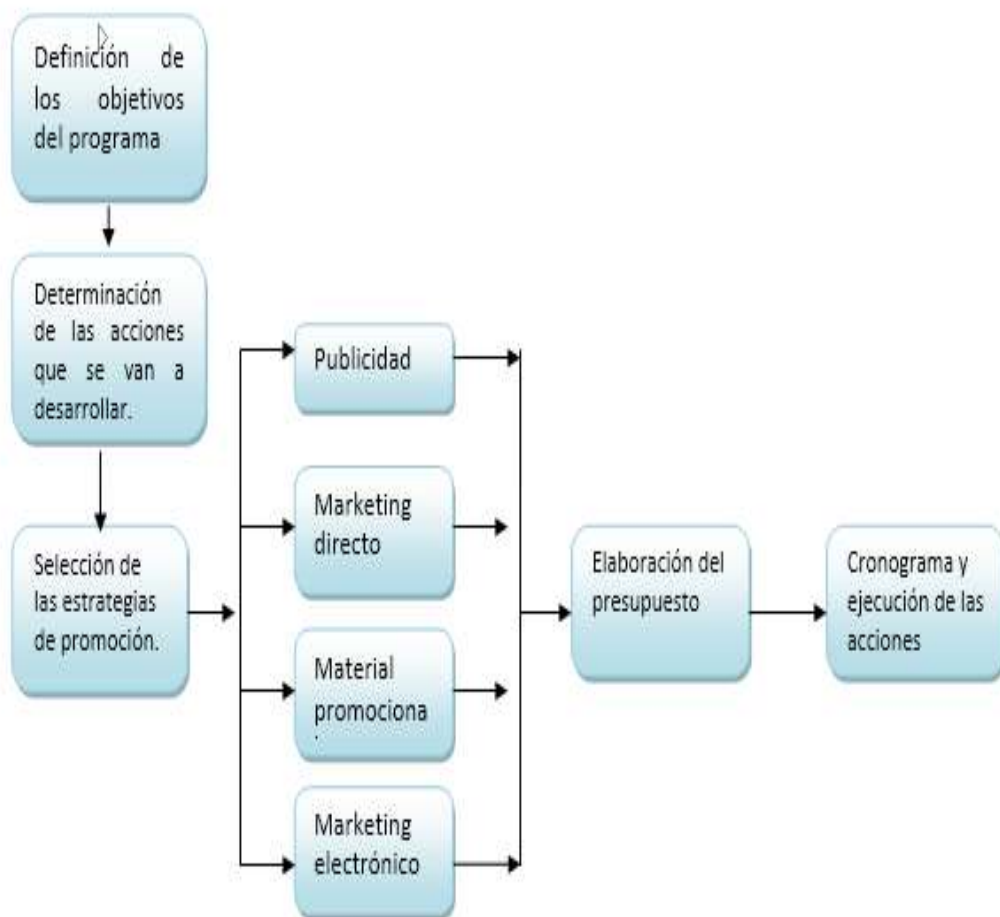 Definición de
los objetivos
del programa
Determinación
de las acciones
que se van a
desarrollar.
Selección de
las estrategias
de promoción.
Publicidad
Marketing
directo
Material
promociona
Marketing
electrónico
Elaboración del
presupuesto
Cronograma y
ejecución de las
acciones